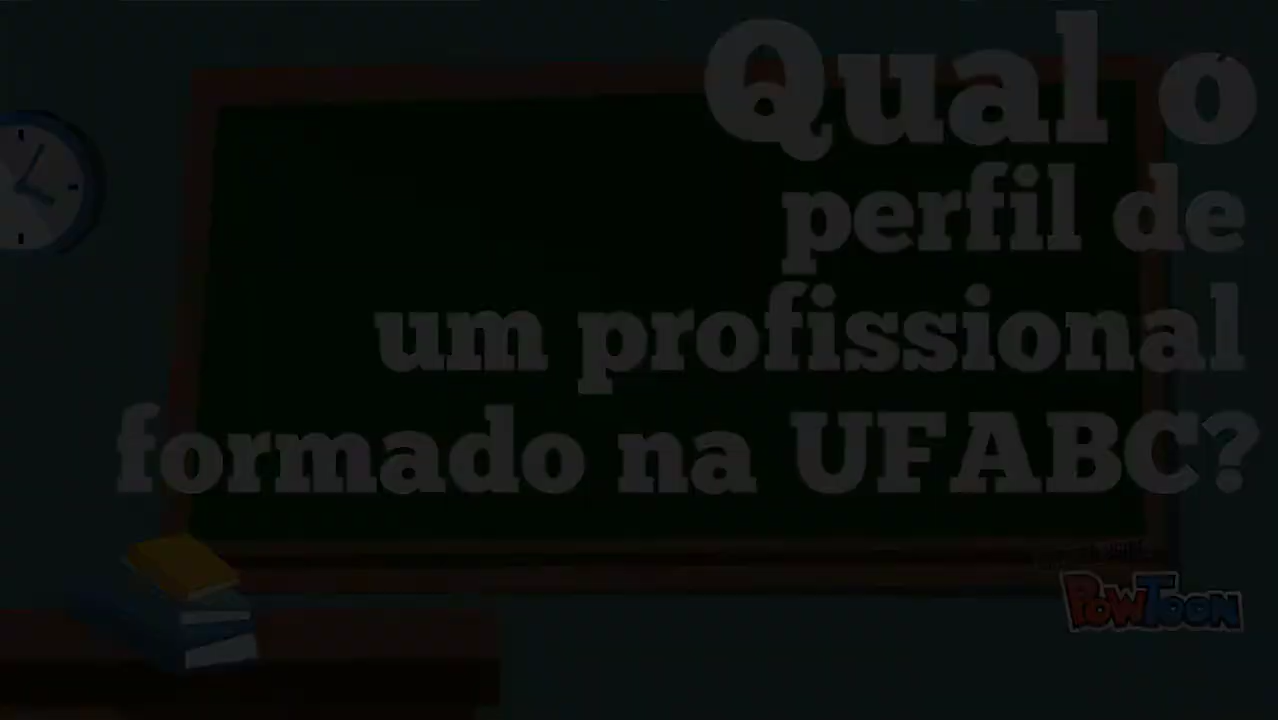 Qual o
perfil de
um profissional
formado na UFABC?
POWTOON